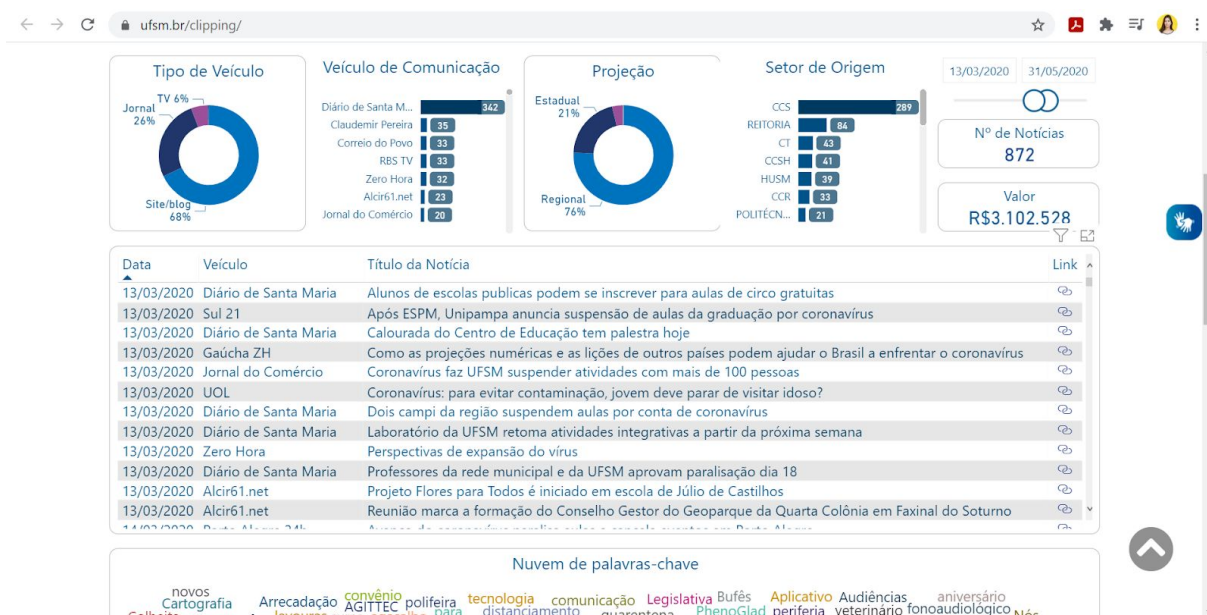 ufsm.br/clipping/
Tipo de Veículo
TV 6%
Jornal
26%
Site/blog
68%
Veículo de Comunicação
Diário de Santa M... 342
Claudemir Pereira 35
Correio do Povo 33
RBS TV 33
Zero Hora 32
Alcir61.net 23
Jornal do Comércio 20
Projeção
Estadual
21%
Regional
76%
Setor de Origem
CCS 289
REITORIA 84
CT 43
CCSH 41
HUSM 39
CCR 33
POLITÉCN... 21
13/03/2020 31/05/2020
Nº de Notícias
872
Valor
R$3.102.528
Data Veículo Título da Notícia Link
13/03/2020 Diário de Santa Maria Alunos de escolas publicas podem se inscrever para aulas de circo gratuitas
13/03/2020 Sul 21 Após ESPM, Unipampa anuncia suspensão de aulas da graduação por coronavírus
13/03/2020 Diário de Santa Maria Calourada do Centro de Educação tem palestra hoje
13/03/2020 Gaúcha ZH Como as projeções numéricas e as lições de outros países podem ajudar o Brasil a enfrentar o coronavírus
13/03/2020 Jornal do Comércio Coronavírus faz UFSM suspender atividades com mais de 100 pessoas
13/03/2020 UOL Coronavírus: para evitar contaminação, jovem deve parar de visitar idoso?
13/03/2020 Diário de Santa Maria Dois campi da região suspendem aulas por conta de coronavírus
13/03/2020 Diário de Santa Maria Laboratório da UFSM retoma atividades integrativas a partir da próxima semana
13/03/2020 Zero Hora Perspectivas de expansão do vírus
13/03/2020 Diário de Santa Maria Professores da rede municipal e da UFSM aprovam paralisação dia 18
13/03/2020 Alcir61.net Projeto Flores para Todos é iniciado em escola de Júlio de Castilhos
13/03/2020 Alcir61.net Reunião marca a formação do Conselho Gestor do Geoparque da Quarta Colônia em Faxinal do Soturno
Nuvem de palavras-chave
novos convênio tecnologia Bufês Aplicativo Audiências aniversário
Cartografia Arrecadação AGITTEC polifeira comunicação Legislativa
para distanciamento quarentena PhenoGlad periferia veterinário fonoaudiológico